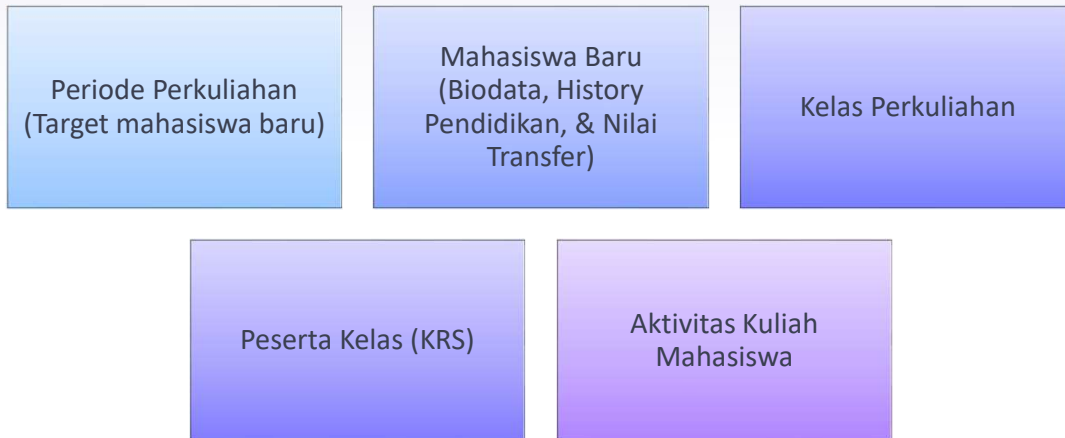 Periode Perkuliahan
(Target mahasiswa baru)
Mahasiswa Baru
(Biodata, History
Pendidikan, & Nilai
Transfer)
Kelas Perkuliahan
Peserta Kelas (KRS)
Aktivitas Kuliah
Mahasiswa